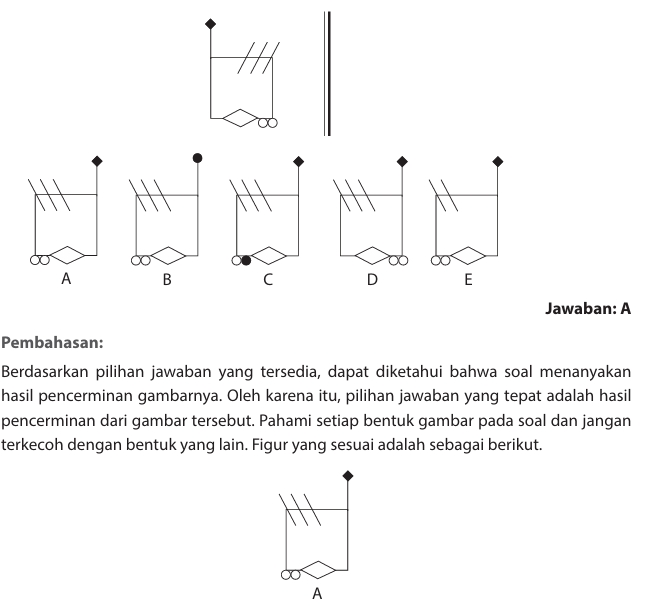 A B C D E
Jawaban: A
Pembahasan:
Berdasarkan pilihan jawaban yang tersedia, dapat diketahui bahwa soal menanyakan
hasil pencerminan gambarnya. Oleh karena itu, pilihan jawaban yang tepat adalah hasil
pencerminan dari gambar tersebut. Pahami setiap bentuk gambar pada soal dan jangan
terkecoh dengan bentuk yang lain. Figur yang sesuai adalah sebagai berikut.
A